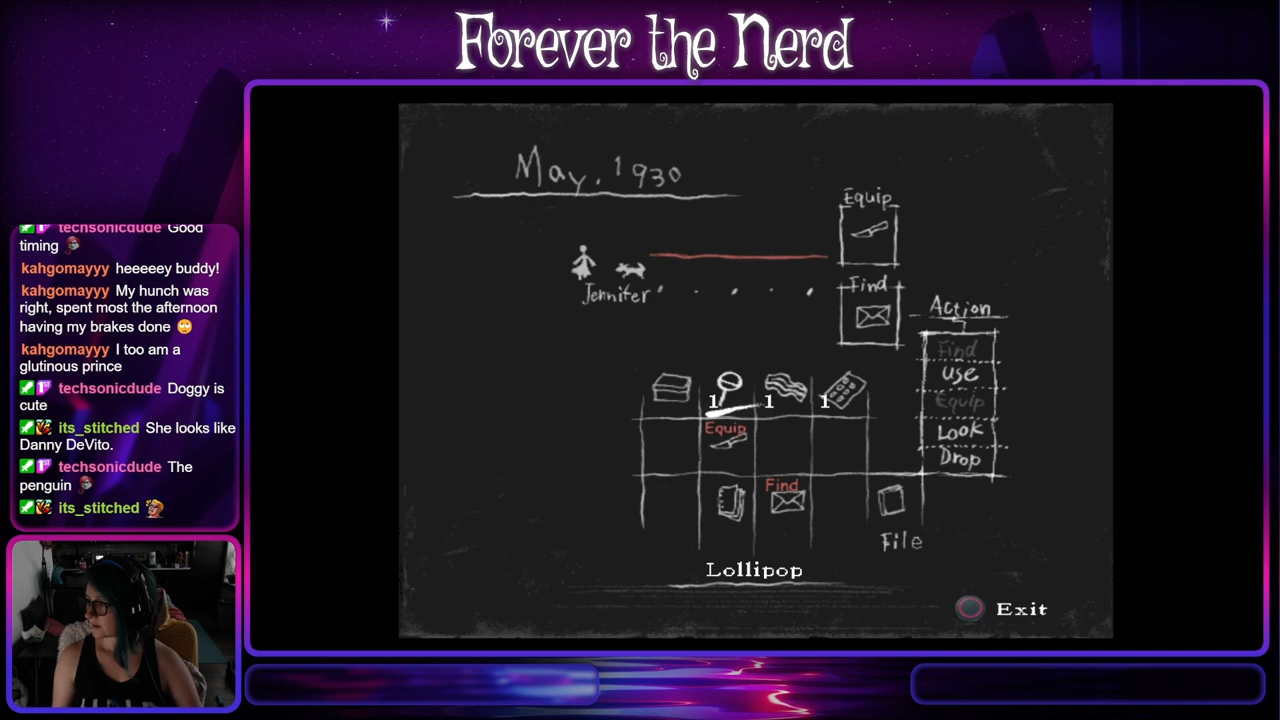 Forever the Nerd
techsonicdude Good
timing
kahgomayyy heeeeey buddy!
kahgomayyy My hunch was
right, spent most the afternoon
having my brakes done
kahgomayyy I too am a
glutinous prince
techsonicdude Doggy is
cute
its_stitched She looks like
Danny DeVito.
techsonicdude The
penguin
its_stitched
May. 1930
Equip
Jennifer
Find
Action
Find
Use
Equip
Look
Drop
1 1 1
Equip
Find
File
Lollipop
Exit